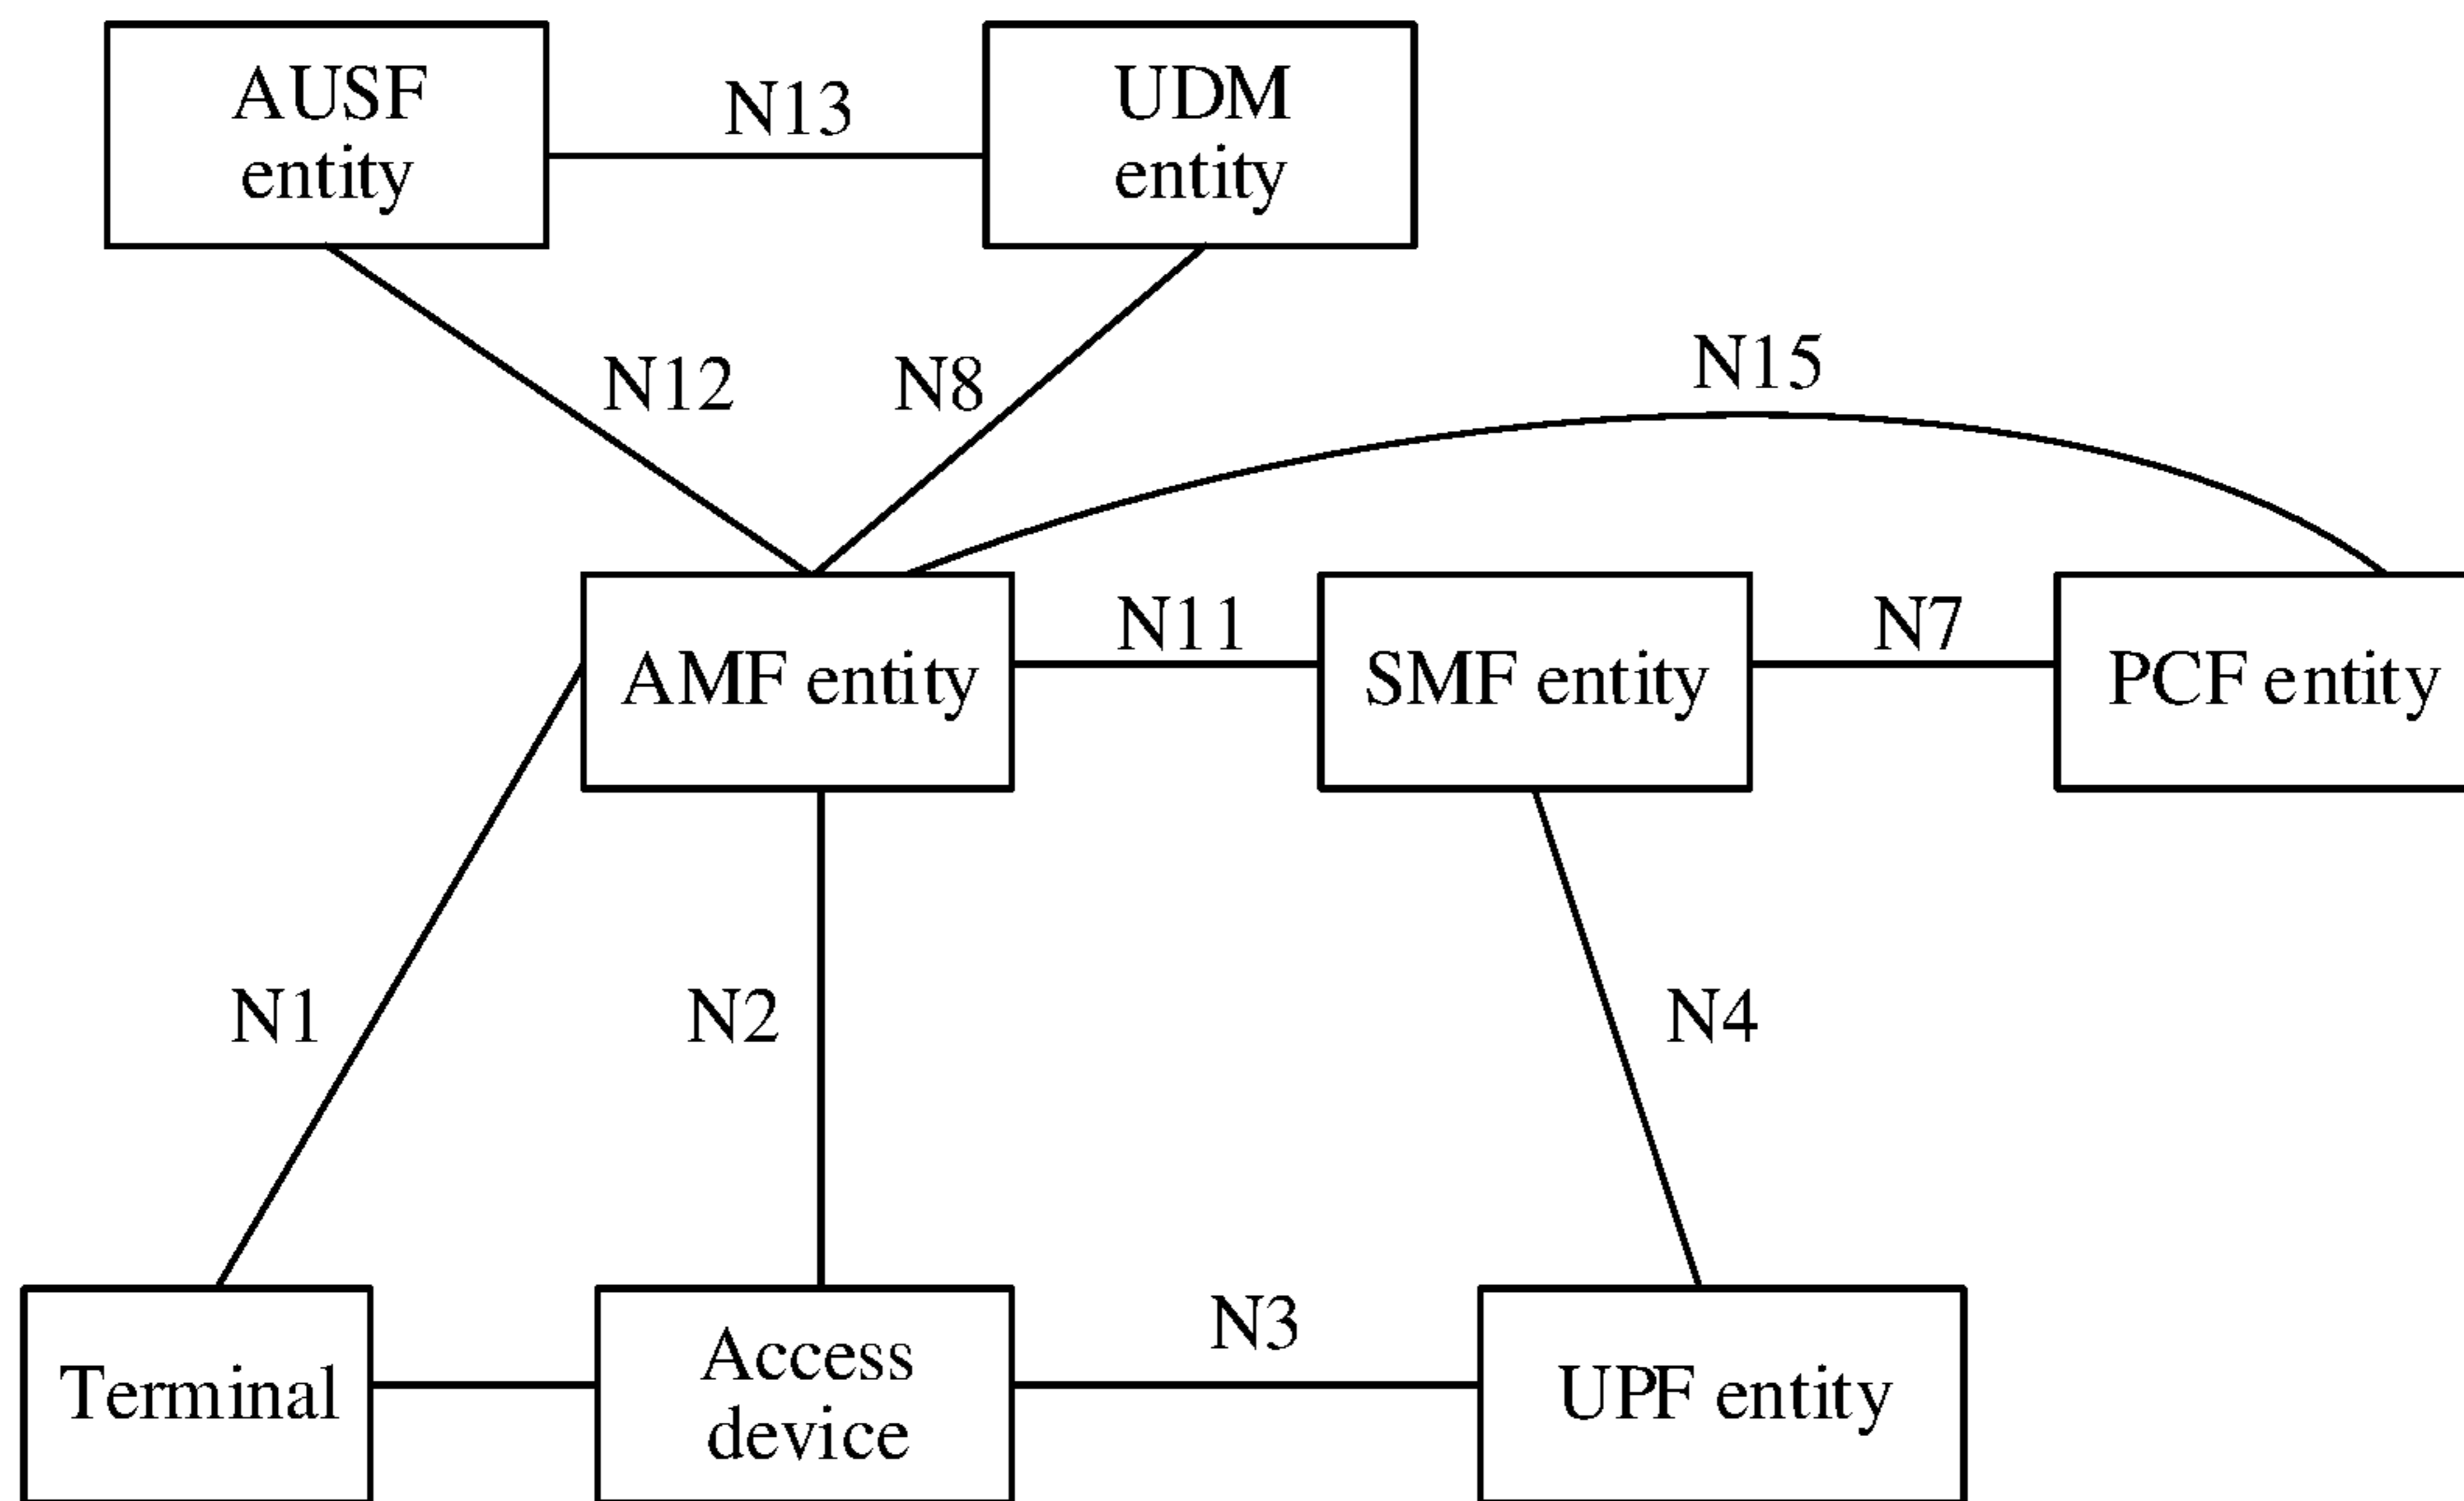 AUSF
entity
N13
UDM
entity
N12
N8
N15
AMF entity
N11
SMF entity
N7
PCF entity
N1
N2
N4
Terminal
Access
device
N3
UPF entity